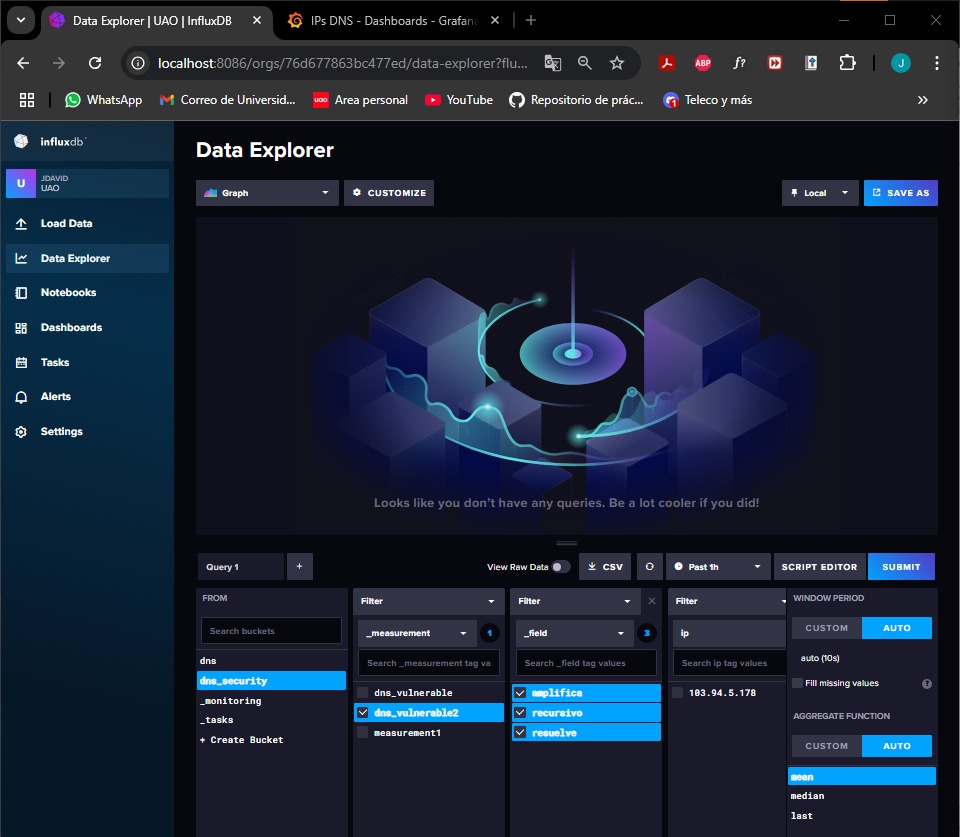 Data Explorer | UAO | InfluxDB
IPs DNS - Dashboards - Grafana
localhost:8086/orgs/76d677863bc477ed/data-explorer?flu...
ABP
f?
J
WhatsApp
Correo de Universid...
UAO
Area personal
YouTube
Repositorio de prác...
Teleco y más
influxdb
U
JDAVID
UAO
Load Data
Data Explorer
Notebooks
Dashboards
Tasks
Alerts
Settings
Data Explorer
Graph
CUSTOMIZE
Local
SAVE AS
Looks like you don't have any queries. Be a lot cooler if you did!
Query 1
+
View Raw Data
CSV
Past 1h
SCRIPT EDITOR
SUBMIT
FROM
Search buckets
dns
dns_security
_monitoring
_tasks
+ Create Bucket
Filter
_measurement
1
Search _measurement tag va
dns_vulnerable
dns_vulnerable2
measurement1
Filter
_field
3
Search _field tag values
amplifica
recursivo
resuelve
Filter
ip
Search ip tag values
103.94.5.178
WINDOW PERIOD
CUSTOM
AUTO
auto (10s)
Fill missing values
?
AGGREGATE FUNCTION
CUSTOM
AUTO
mean
median
last